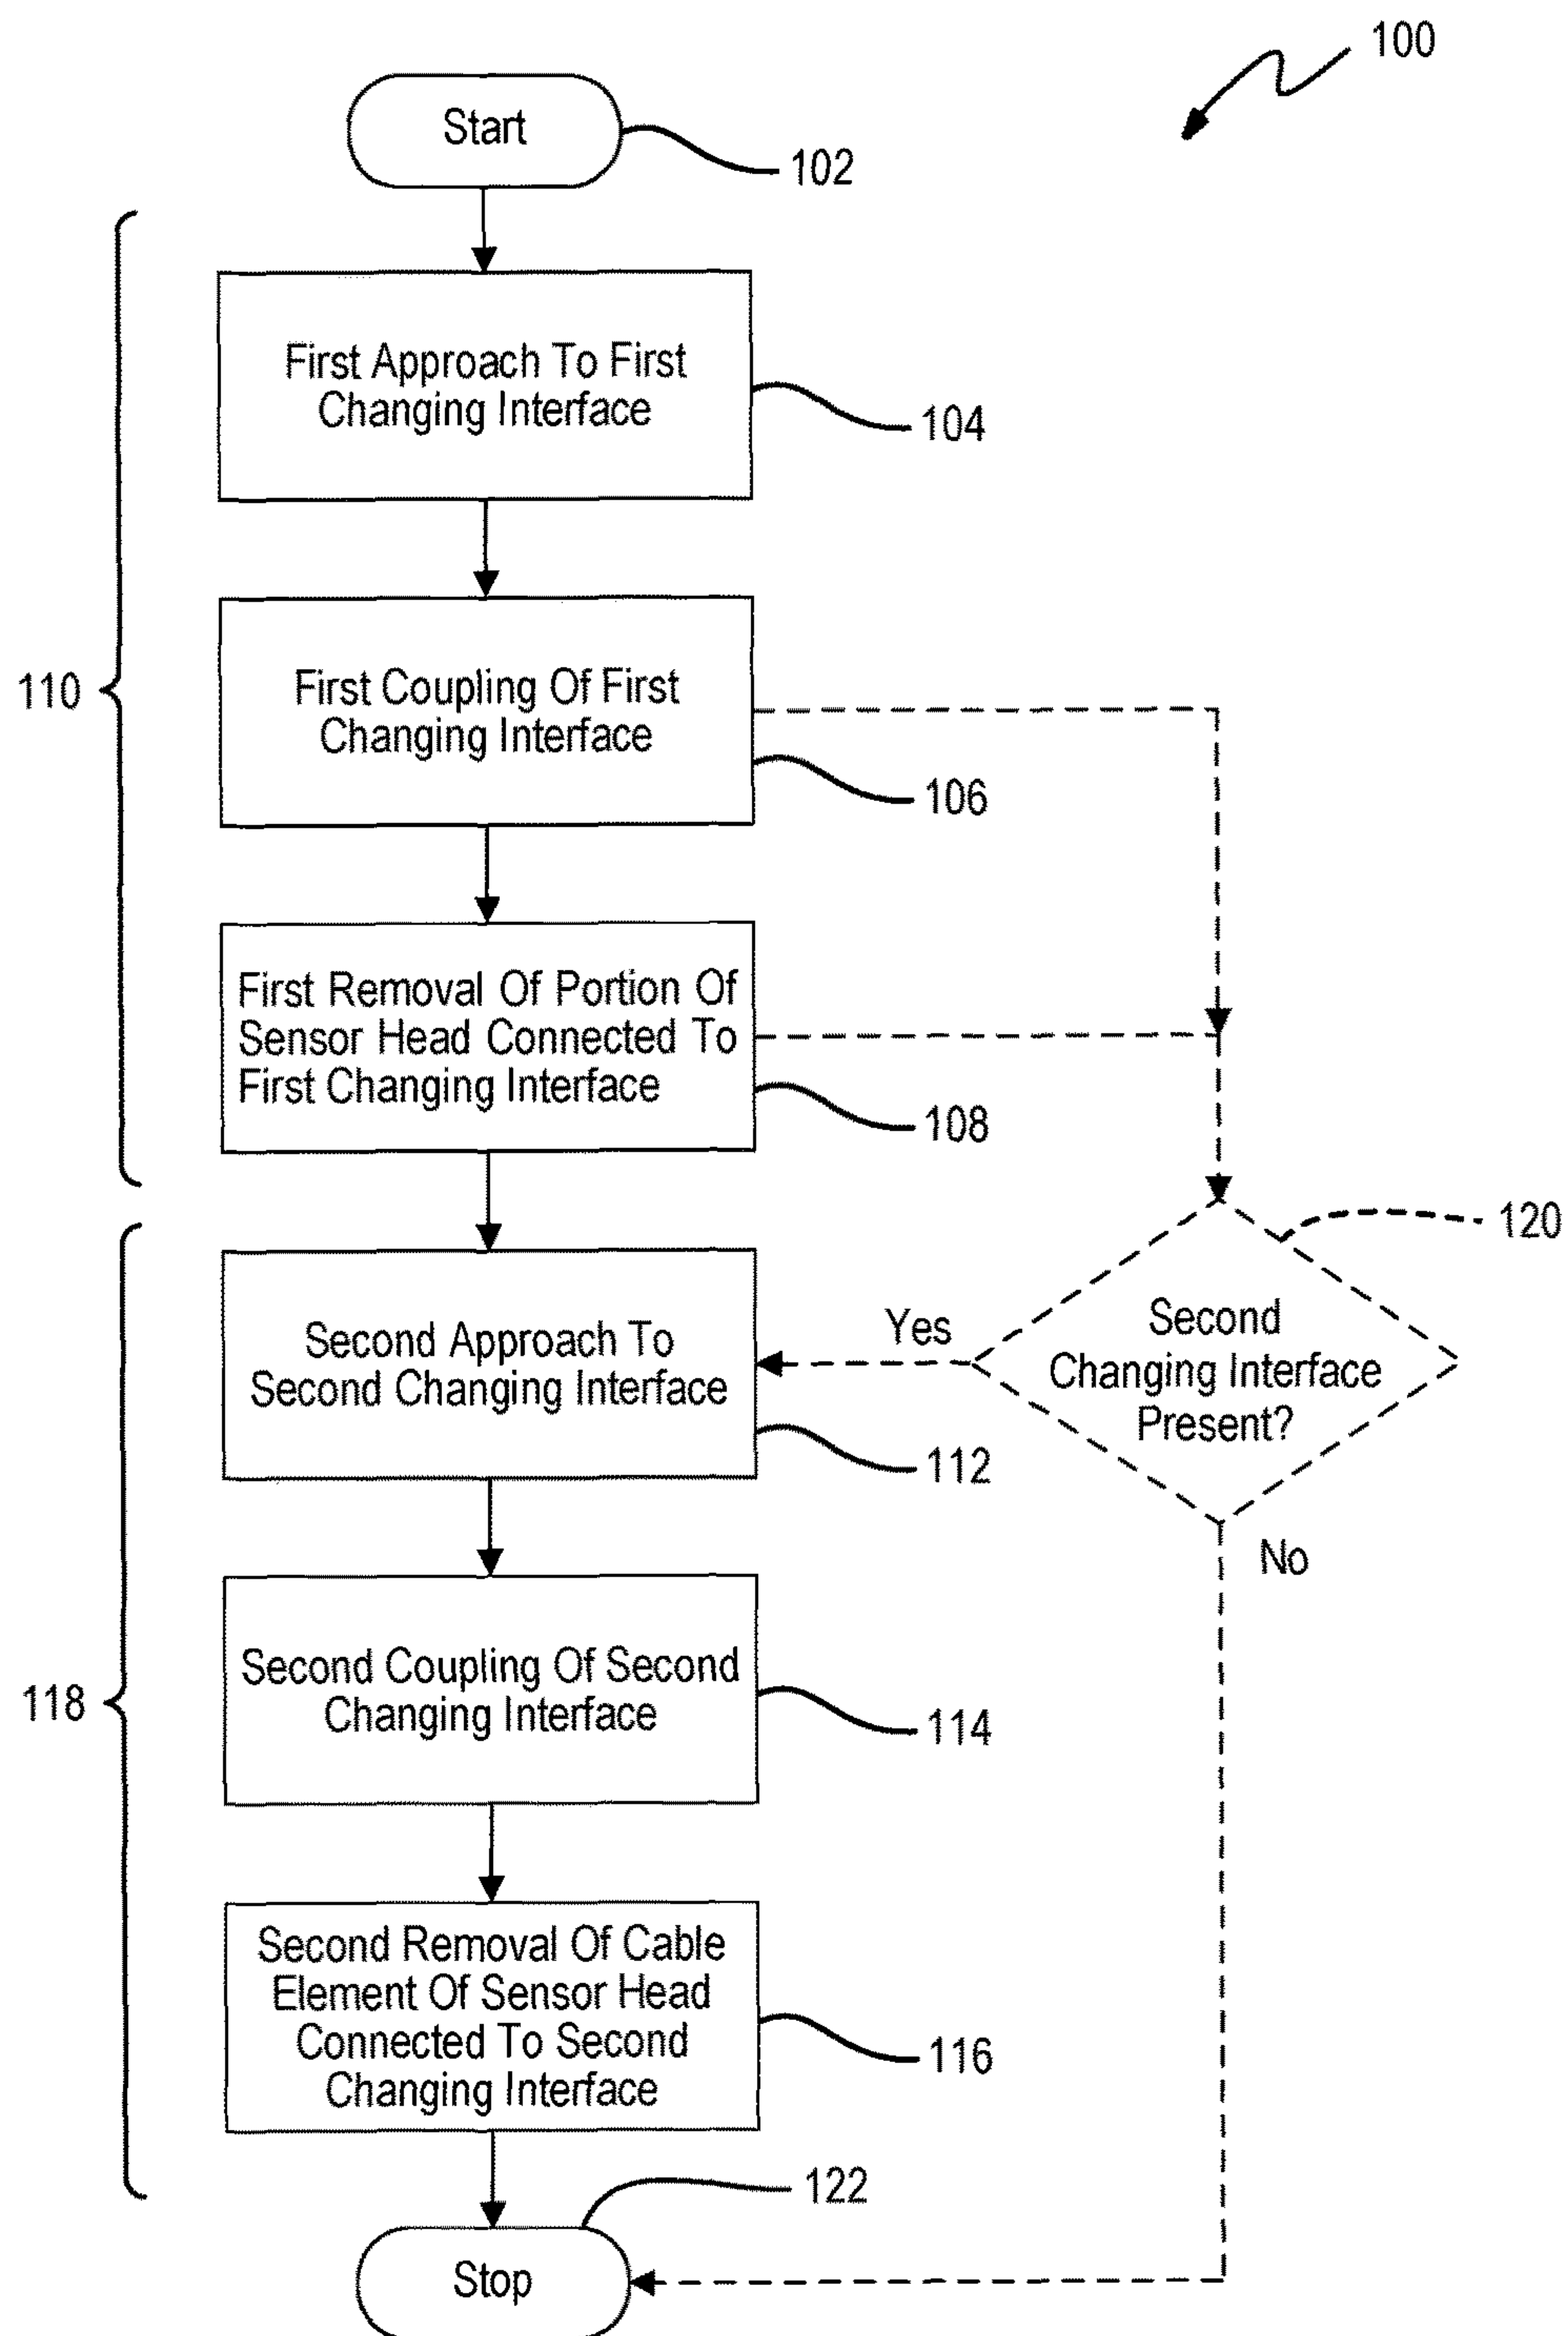 100
Start
102
First Approach To First
Changing Interface
104
110
First Coupling Of First
Changing Interface
106
First Removal Of Portion Of
Sensor Head Connected To
First Changing Interface
108
120
Second
Changing Interface
Present?
Yes
No
Second Approach To
Second Changing Interface
112
118
Second Coupling Of Second
Changing Interface
114
Second Removal Of Cable
Element Of Sensor Head
Connected To Second
Changing Interface
116
122
Stop